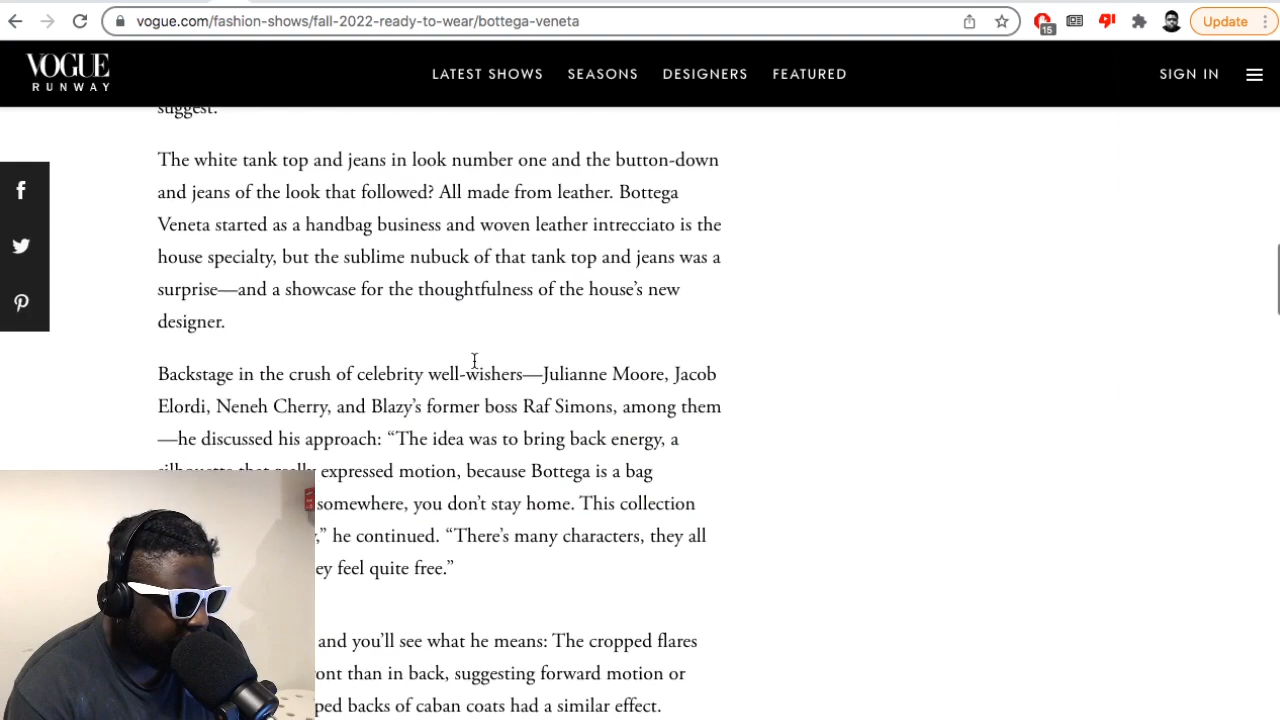 vogue.com/fashion-shows/fall-2022-ready-to-wear/bottega-veneta
15
Update
VOGUE
RUNWAY
LATEST SHOWS
SEASONS
DESIGNERS
FEATURED
SIGN IN
suggest.
The white tank top and jeans in look number one and the button-down
and jeans of the look that followed? All made from leather. Bottega
Veneta started as a handbag business and woven leather intrecciato is the
house specialty, but the sublime nubuck of that tank top and jeans was a
surprise—and a showcase for the thoughtfulness of the house’s new
designer.
Backstage in the crush of celebrity well-wishers—Julianne Moore, Jacob
Elordi, Neneh Cherry, and Blazy’s former boss Raf Simons, among them
—he discussed his approach: “The idea was to bring back energy, a
silhouette that really expressed motion, because Bottega is a bag
somewhere, you don’t stay home. This collection
,” he continued. “There’s many characters, they all
ey feel quite free.”
and you’ll see what he means: The cropped flares
ont than in back, suggesting forward motion or
ped backs of caban coats had a similar effect.